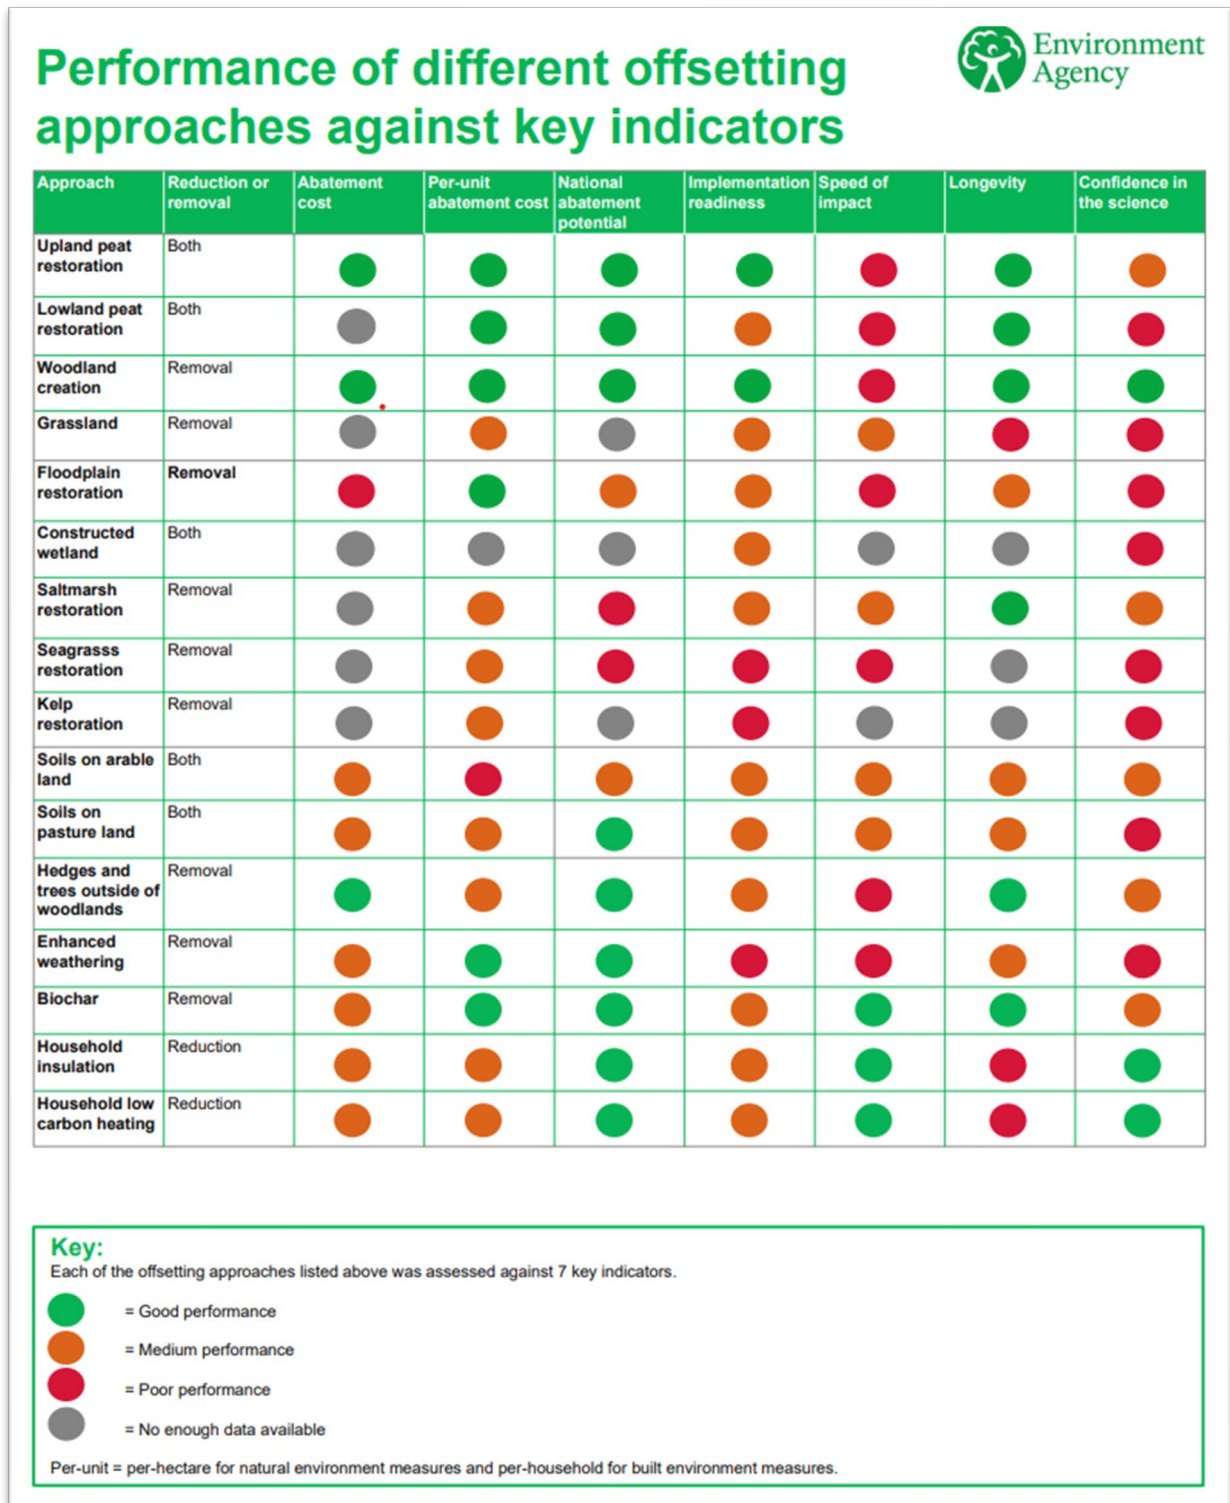 Performance of different offsetting
approaches against key indicators
Environment
Agency
Approach
Reduction or
removal
Abatement
cost
Per-unit
abatement cost
National
abatement
potential
Implementation
readiness
Speed of
impact
Longevity
Confidence in
the science
Upland peat
restoration
Both
Lowland peat
restoration
Both
Woodland
creation
Removal
Grassland
Removal
Floodplain
restoration
Removal
Constructed
wetland
Both
Saltmarsh
restoration
Removal
Seagrasss
restoration
Removal
Kelp
restoration
Removal
Soils on arable
land
Both
Soils on
pasture land
Both
Hedges and
trees outside of
woodlands
Removal
Enhanced
weathering
Removal
Biochar
Removal
Household
insulation
Reduction
Household low
carbon heating
Reduction
Key:
Each of the offsetting approaches listed above was assessed against 7 key indicators.
= Good performance
= Medium performance
= Poor performance
= No enough data available
Per-unit = per-hectare for natural environment measures and per-household for built environment measures.